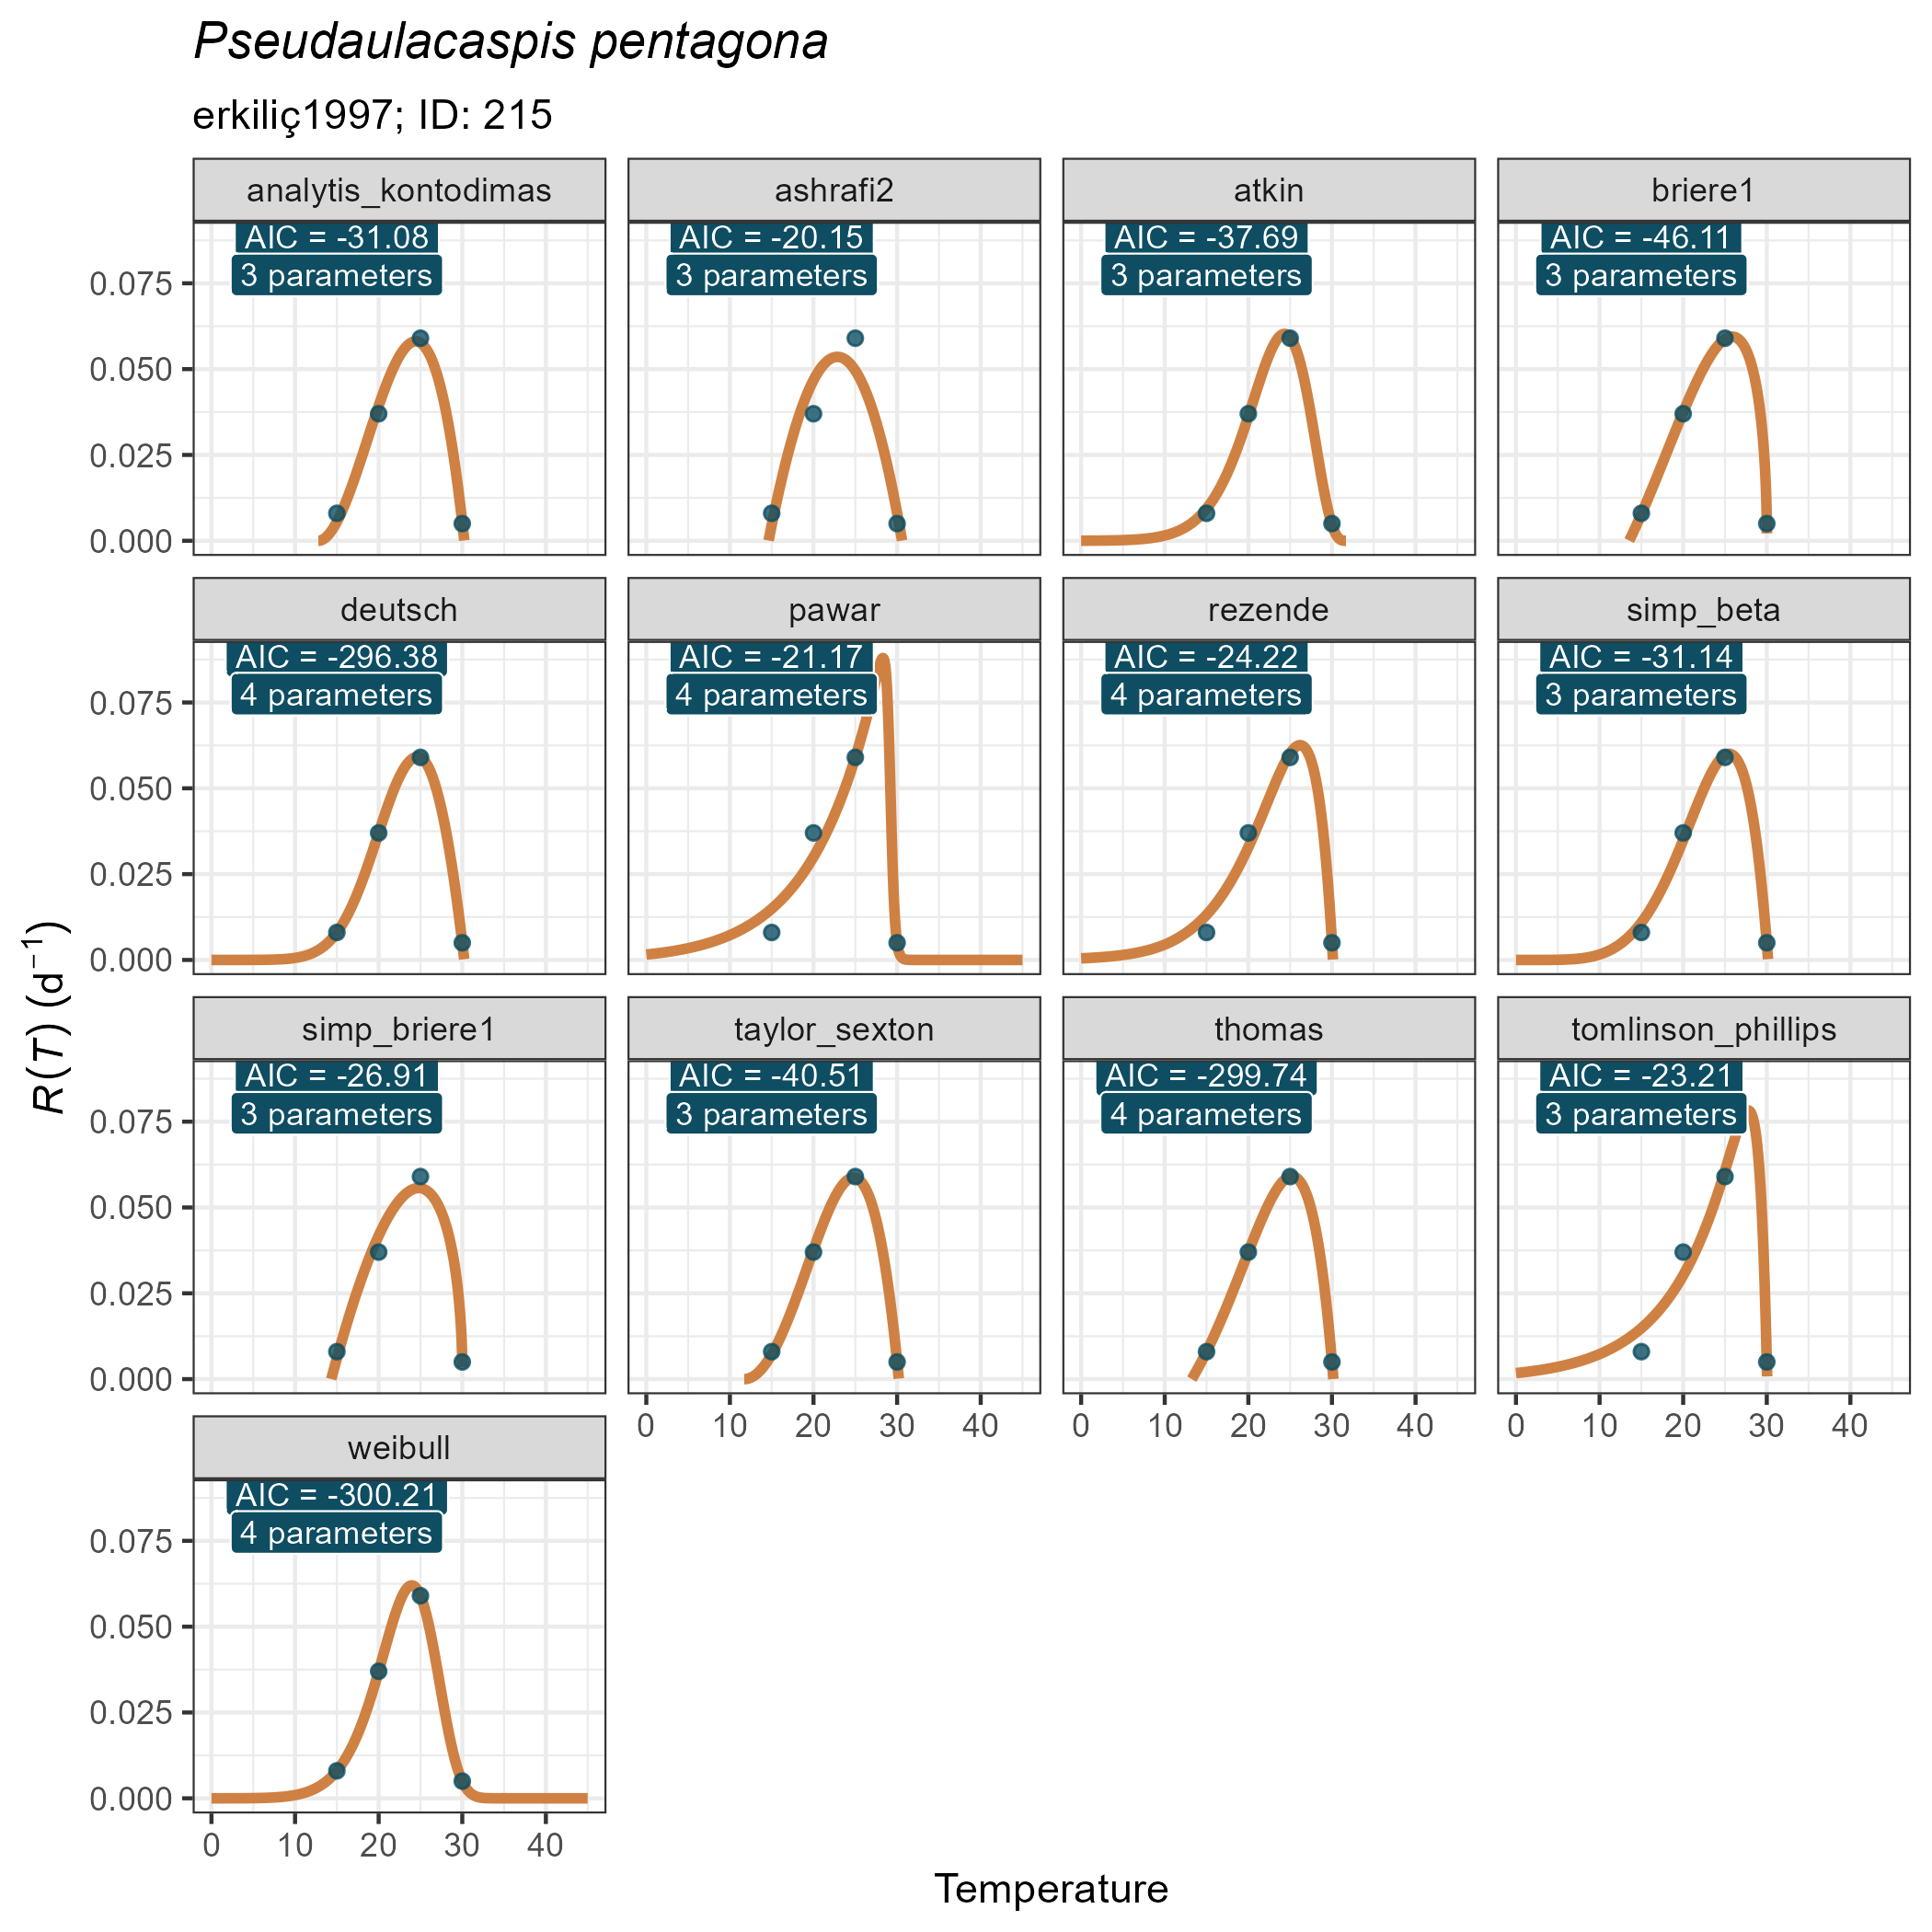 Pseudaulacaspis pentagona
erkiliç1997; ID: 215
analytis_kontodimas
ashrafi2
atkin
briere1
AIC = -31.08
3 parameters
AIC = -20.15
3 parameters
AIC = -37.69
3 parameters
AIC = -46.11
3 parameters
0.075
0.050
0.025
0.000
deutsch
pawar
rezende
simp_beta
AIC = -296.38
4 parameters
AIC = -21.17
4 parameters
AIC = -24.22
4 parameters
AIC = -31.14
3 parameters
0.075
0.050
0.025
0.000
simp_briere1
taylor_sexton
thomas
tomlinson_phillips
AIC = -26.91
3 parameters
AIC = -40.51
3 parameters
AIC = -299.74
4 parameters
AIC = -23.21
3 parameters
0.075
0.050
0.025
0.000
0 10 20 30 40
0 10 20 30 40
0 10 20 30 40
weibull
AIC = -300.21
4 parameters
0.075
0.050
0.025
0.000
0 10 20 30 40
Temperature
R(T) (d⁻¹)